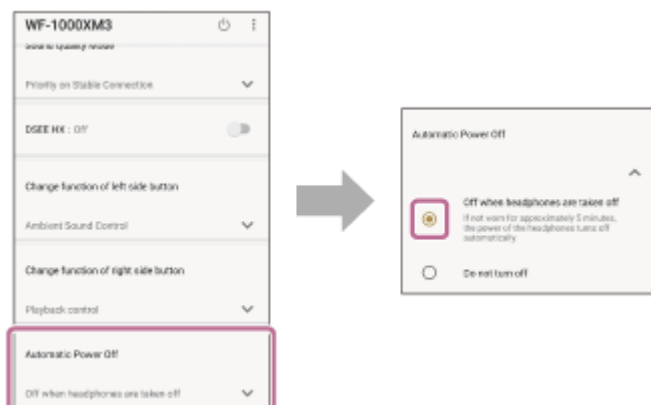 WF-1000XM3
Sound Quality Mode
Priority on Stable Connection
DSEE HX : Off
Change function of left side button
Ambient Sound Control
Change function of right side button
Playback control
Automatic Power Off
Off when headphones are taken off
Automatic Power Off
Off when headphones are taken off
If not worn for approximately 5 minutes,
the power of the headphones turns off
automatically.
Do not turn off